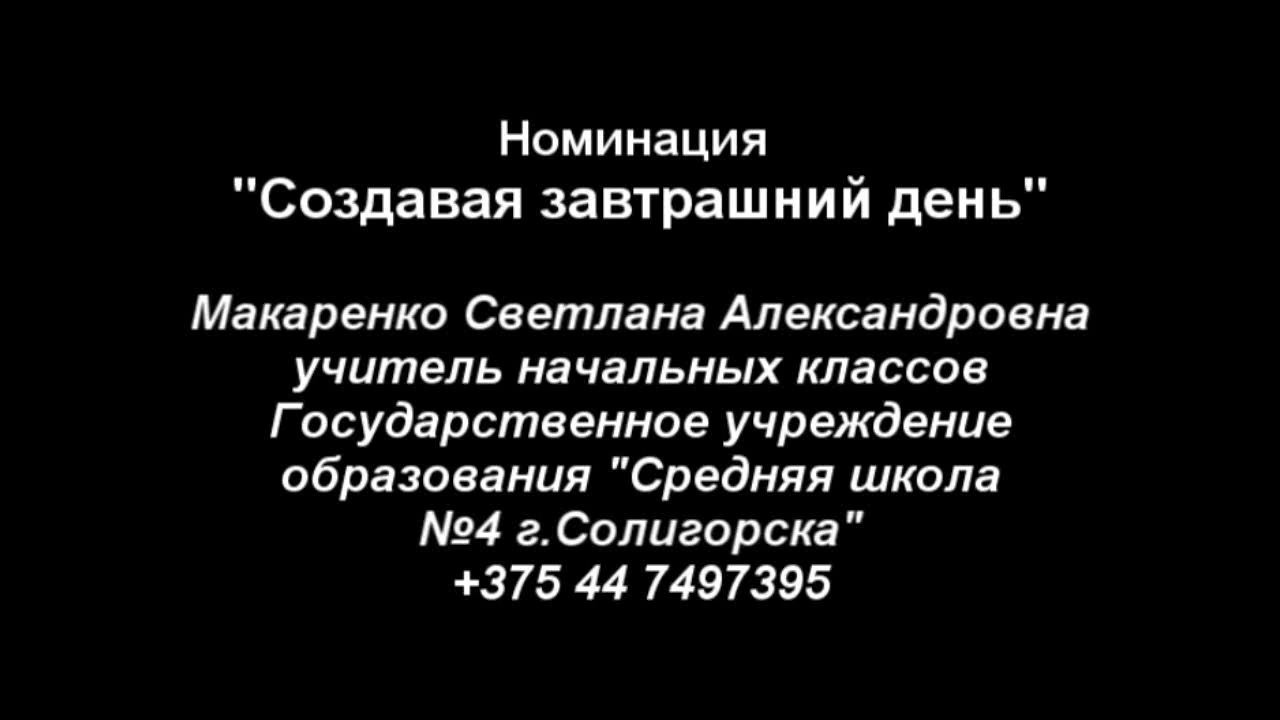 Номинация
"Создавая завтрашний день"
Макаренко Светлана Александровна
учитель начальных классов
Государственное учреждение
образования "Средняя школа
№4 г.Солигорска"
+375 44 7497395